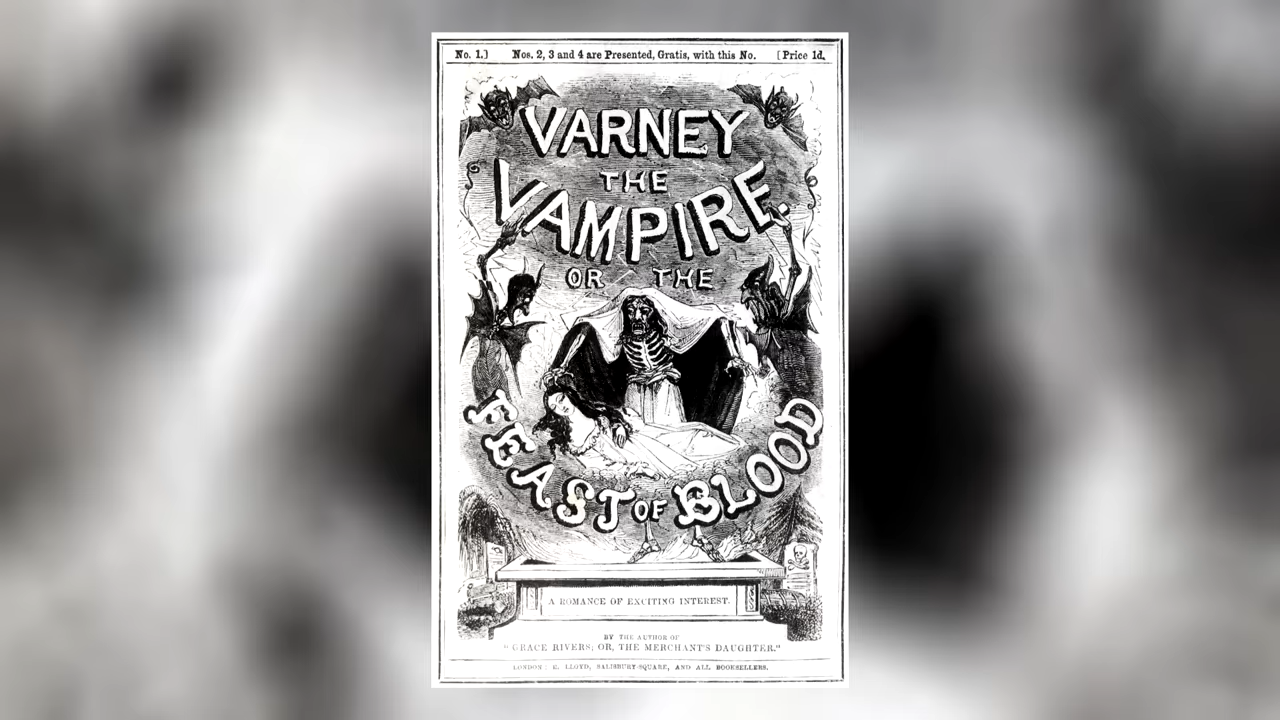 No. 1.] Nos. 2, 3 and 4 are Presented, Gratis, with this No. [Price 1d.
VARNEY
THE
VAMPIRE.
OR THE
FEAST OF BLOOD
A ROMANCE OF EXCITING INTEREST.
BY THE AUTHOR OF
"GRACE RIVERS; OR, THE MERCHANT'S DAUGHTER."
LONDON: E. LLOYD, SALISBURY-SQUARE, AND ALL BOOKSELLERS.